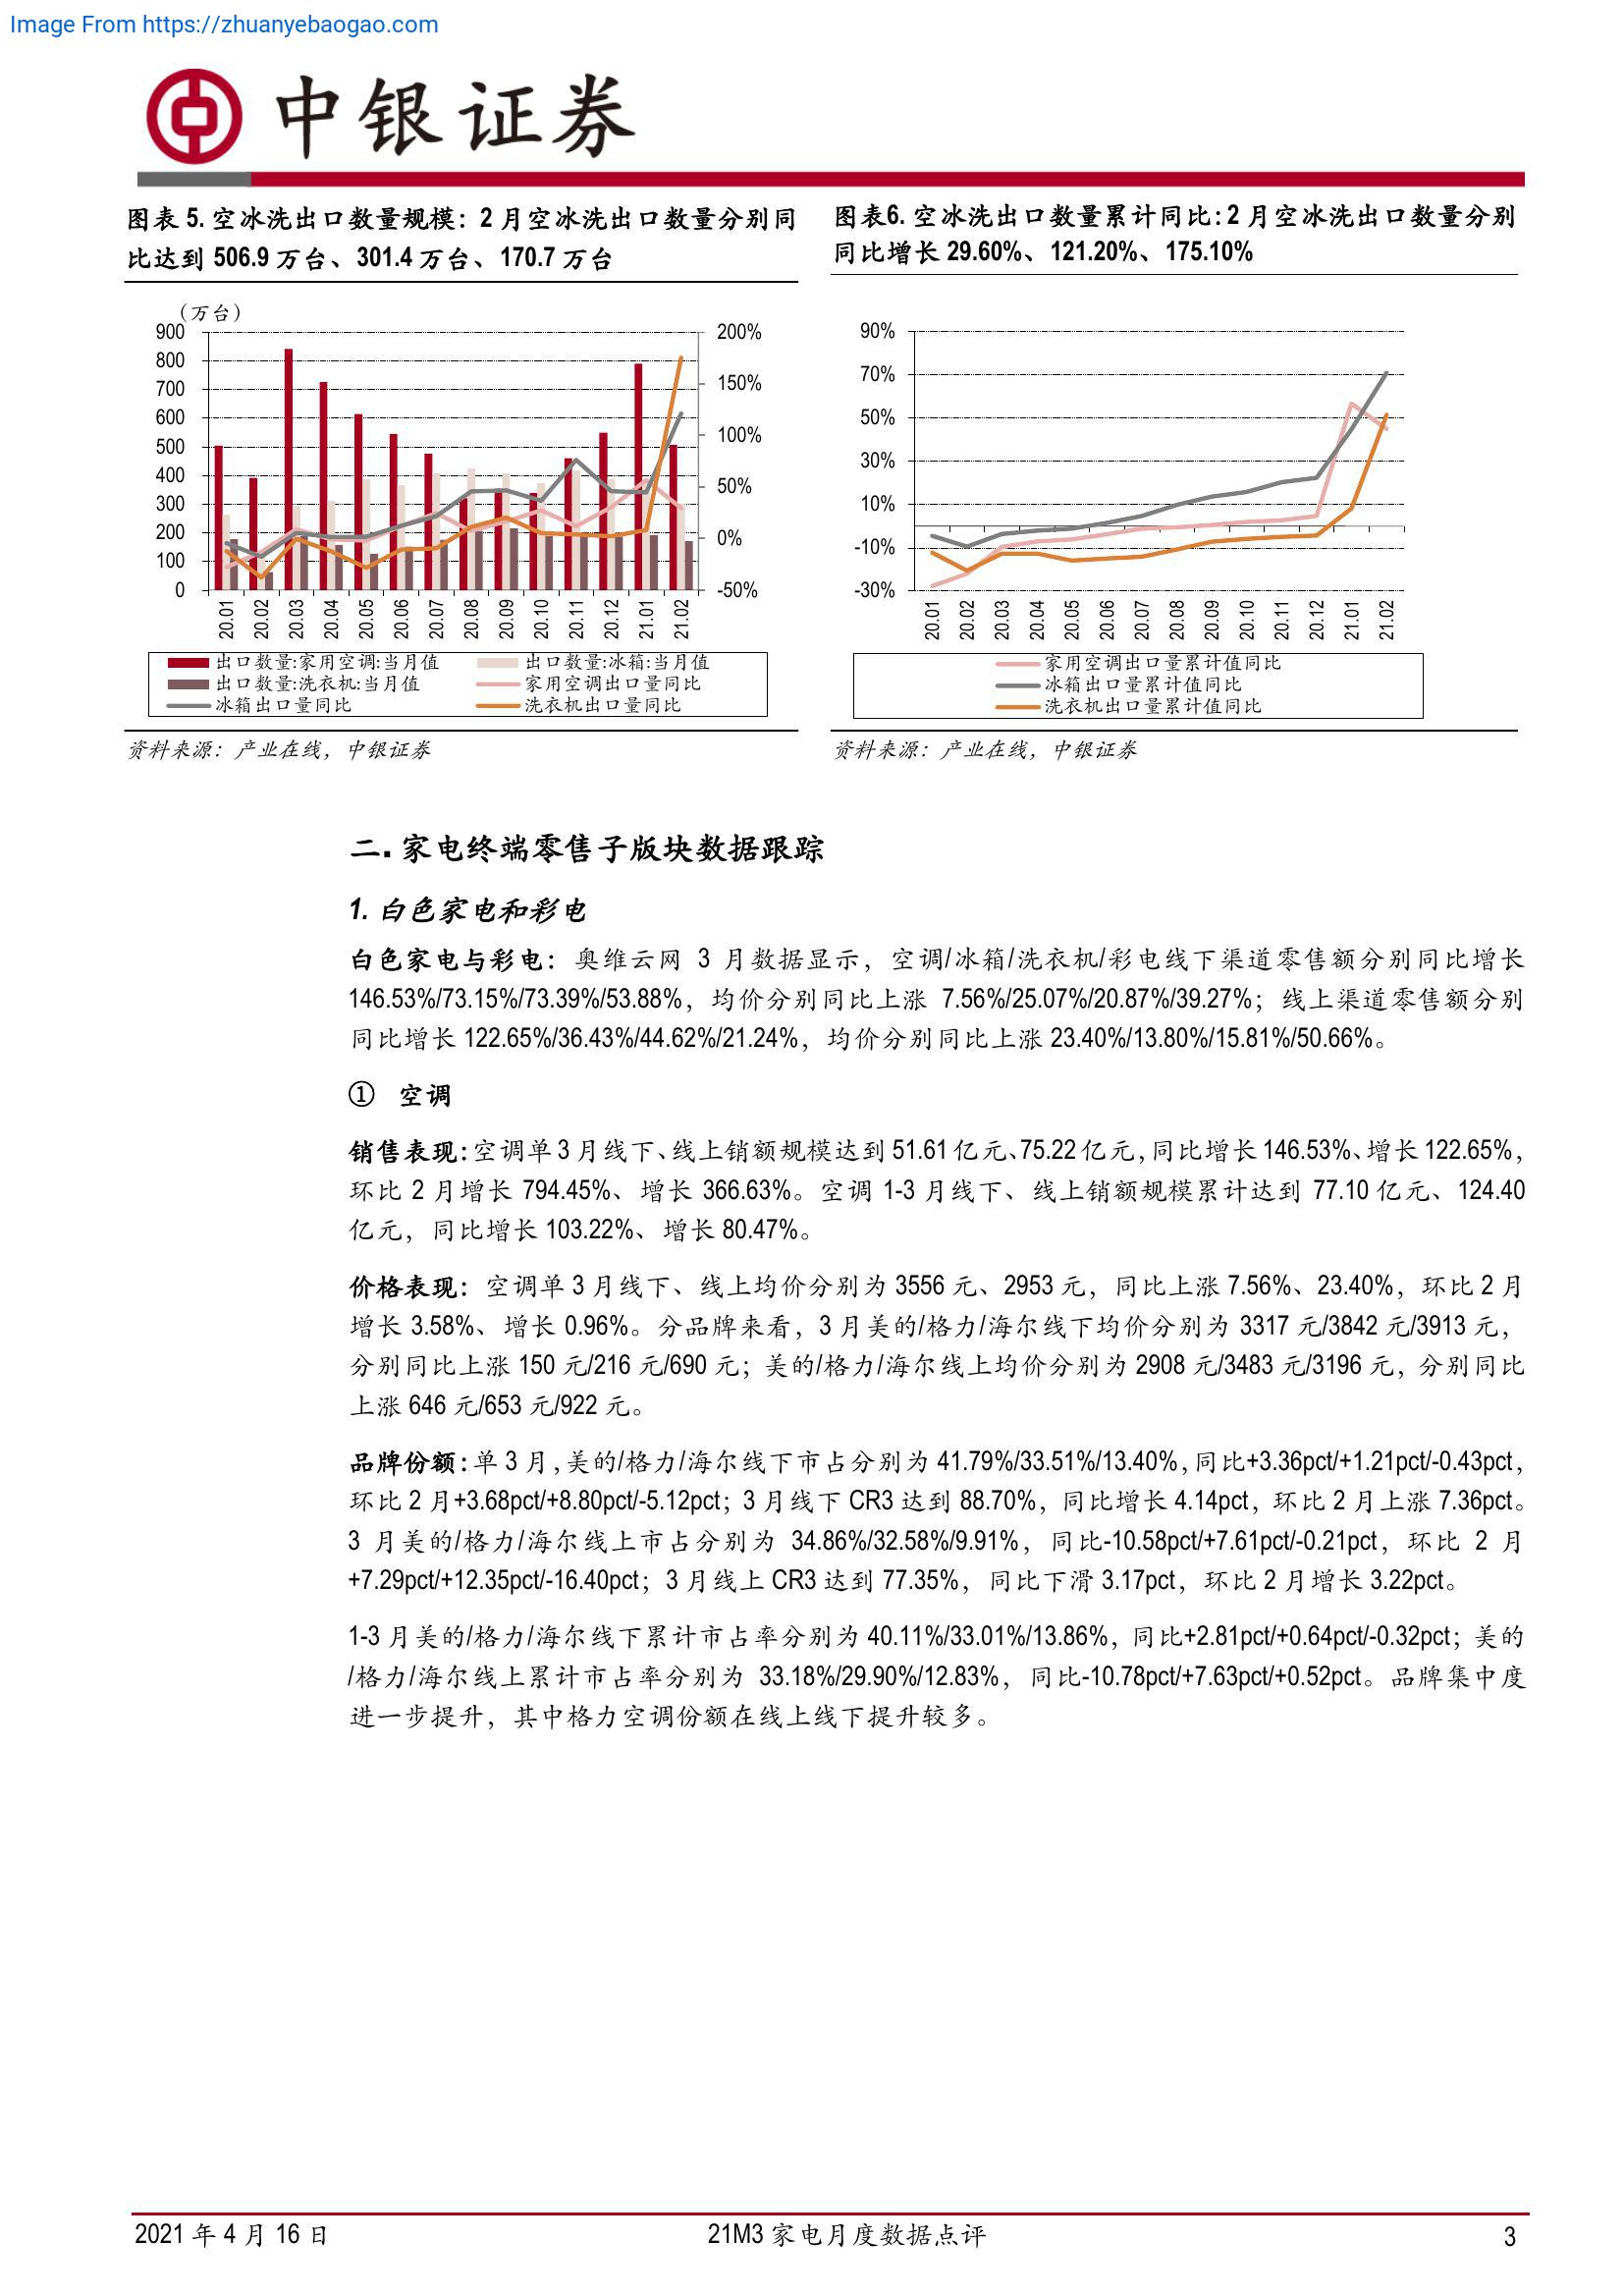 Image From https://zhuanyebaogao.com
中银证券
图表 5. 空冰洗出口数量规模：2 月空冰洗出口数量分别同
比达到 506.9 万台、301.4 万台、170.7 万台
（万台）
900
800
700
600
500
400
300
200
100
0
200%
150%
100%
50%
0%
-50%
20.01
20.02
20.03
20.04
20.05
20.06
20.07
20.08
20.09
20.10
20.11
20.12
21.01
21.02
出口数量:家用空调:当月值
出口数量:冰箱:当月值
出口数量:洗衣机:当月值
家用空调出口量同比
冰箱出口量同比
洗衣机出口量同比
资料来源：产业在线，中银证券
图表6. 空冰洗出口数量累计同比：2 月空冰洗出口数量分别
同比增长 29.60%、121.20%、175.10%
90%
70%
50%
30%
10%
-10%
-30%
20.01
20.02
20.03
20.04
20.05
20.06
20.07
20.08
20.09
20.10
20.11
20.12
21.01
21.02
家用空调出口量累计值同比
冰箱出口量累计值同比
洗衣机出口量累计值同比
资料来源：产业在线，中银证券
二. 家电终端零售子版块数据跟踪
1. 白色家电和彩电
白色家电与彩电：奥维云网 3 月数据显示，空调/冰箱/洗衣机/彩电线下渠道零售额分别同比增长
146.53%/73.15%/73.39%/53.88%，均价分别同比上涨 7.56%/25.07%/20.87%/39.27%；线上渠道零售额分别
同比增长 122.65%/36.43%/44.62%/21.24%，均价分别同比上涨 23.40%/13.80%/15.81%/50.66%。
① 空调
销售表现：空调单 3 月线下、线上销额规模达到 51.61 亿元、75.22 亿元，同比增长 146.53%、增长 122.65%，
环比 2 月增长 794.45%、增长 366.63%。空调 1-3 月线下、线上销额规模累计达到 77.10 亿元、124.40
亿元，同比增长 103.22%、增长 80.47%。
价格表现：空调单 3 月线下、线上均价分别为 3556 元、2953 元，同比上涨 7.56%、23.40%，环比 2 月
增长 3.58%、增长 0.96%。分品牌来看，3 月美的/格力/海尔线下均价分别为 3317 元/3842 元/3913 元，
分别同比上涨 150 元/216 元/690 元；美的/格力/海尔线上均价分别为 2908 元/3483 元/3196 元，分别同比
上涨 646 元/653 元/922 元。
品牌份额：单 3 月，美的/格力/海尔线下市占分别为 41.79%/33.51%/13.40%，同比+3.36pct/+1.21pct/-0.43pct，
环比 2 月+3.68pct/+8.80pct/-5.12pct；3 月线下 CR3 达到 88.70%，同比增长 4.14pct，环比 2 月上涨 7.36pct。
3 月美的/格力/海尔线上市占分别为 34.86%/32.58%/9.91%，同比-10.58pct/+7.61pct/-0.21pct，环比 2 月
+7.29pct/+12.35pct/-16.40pct；3 月线上 CR3 达到 77.35%，同比下滑 3.17pct，环比 2 月增长 3.22pct。
1-3 月美的/格力/海尔线下累计市占率分别为 40.11%/33.01%/13.86%，同比+2.81pct/+0.64pct/-0.32pct；美的
/格力/海尔线上累计市占率分别为 33.18%/29.90%/12.83%，同比-10.78pct/+7.63pct/+0.52pct。品牌集中度
进一步提升，其中格力空调份额在线上线下提升较多。
2021 年 4 月 16 日
21M3 家电月度数据点评
3